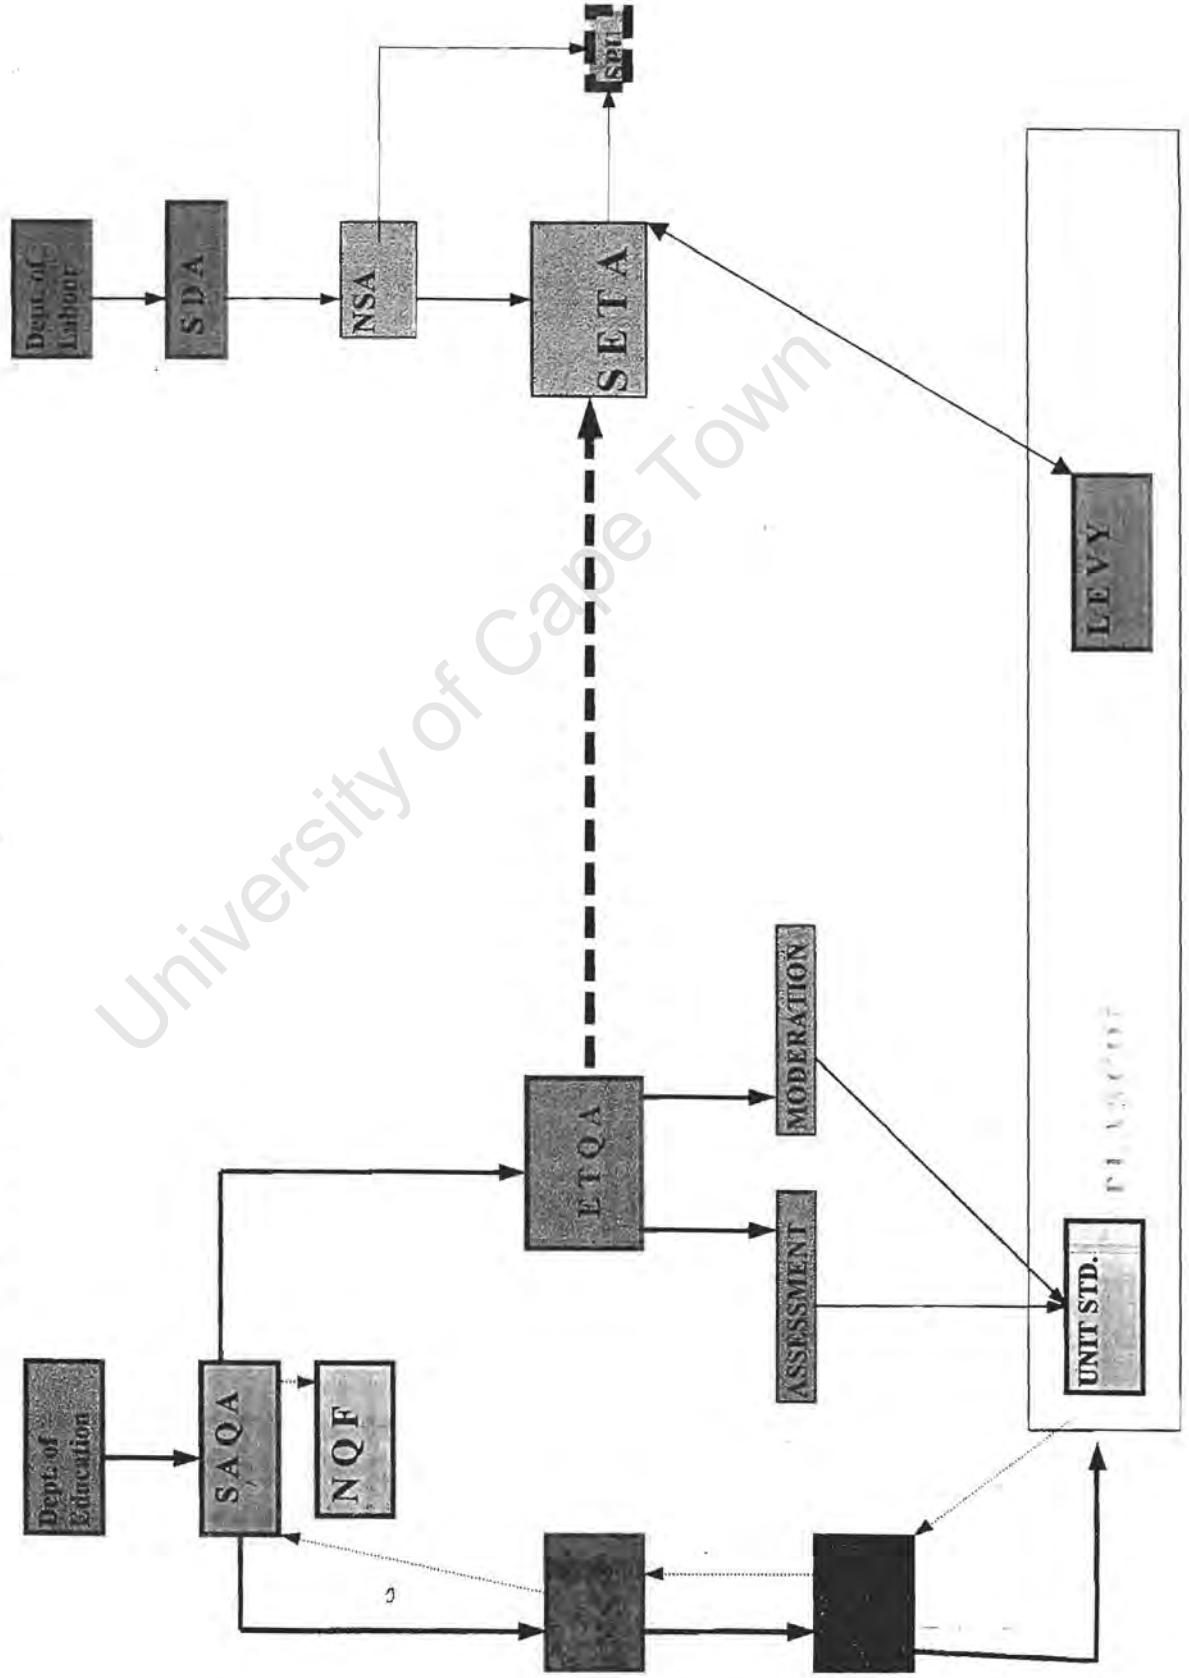 Dept. of
Education
SAQA
NQF
ETQA
ASSESSMENT
MODERATION
UNIT STD.
LEVY
Dept. of
Labour
SDA
NSA
SETA
University of Cape Town